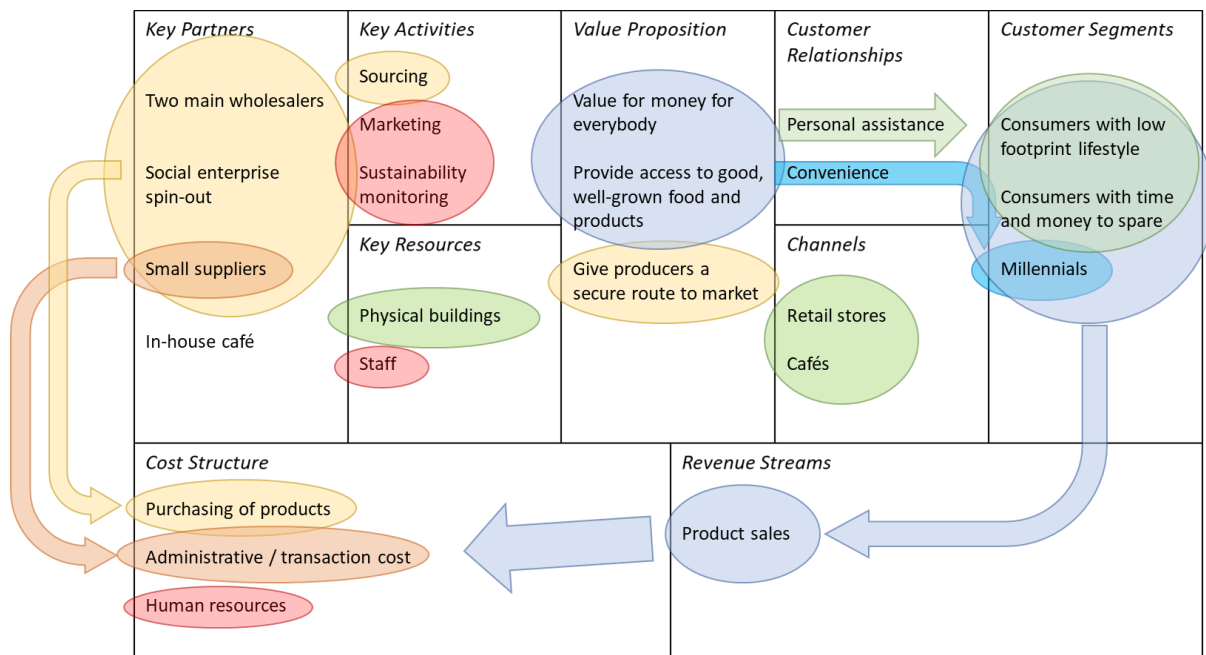 Key Partners
Two main wholesalers
Social enterprise
spin-out
Small suppliers
In-house café
Key Activities
Sourcing
Marketing
Sustainability
monitoring
Key Resources
Physical buildings
Staff
Value Proposition
Value for money for
everybody
Provide access to good,
well-grown food and
products
Give producers a
secure route to market
Customer
Relationships
Personal assistance
Convenience
Channels
Retail stores
Cafés
Customer Segments
Consumers with low
footprint lifestyle
Consumers with time
and money to spare
Millennials
Cost Structure
Purchasing of products
Administrative / transaction cost
Human resources
Revenue Streams
Product sales